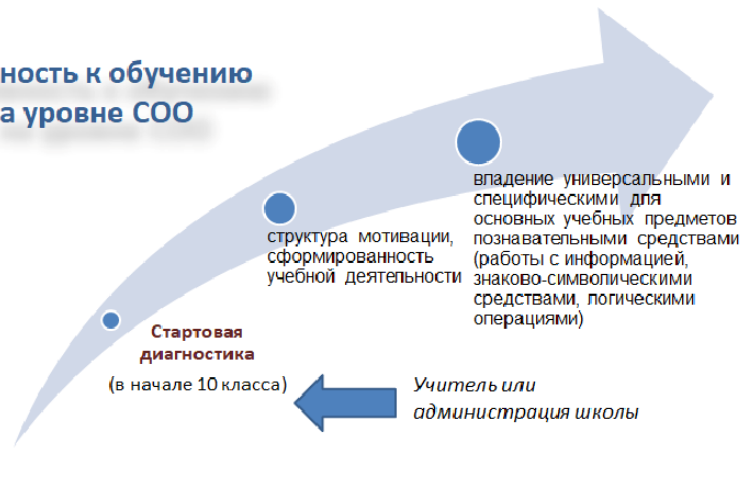 ность к обучению
а уровне СОО
владение универсальными и
специфическими для
основных учебных предметов
познавательными средствами
(работы с информацией,
знаково-символическими
средствами, логическими
операциями)
структура мотивации,
сформированность
учебной деятельности
Стартовая
диагностика
(в начале 10 класса)
Учитель или
администрация школы